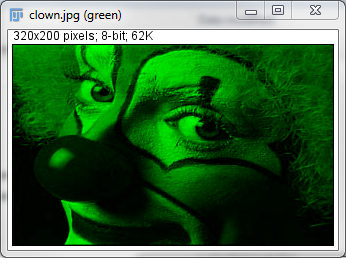 clown.jpg (green)
320x200 pixels; 8-bit; 62K